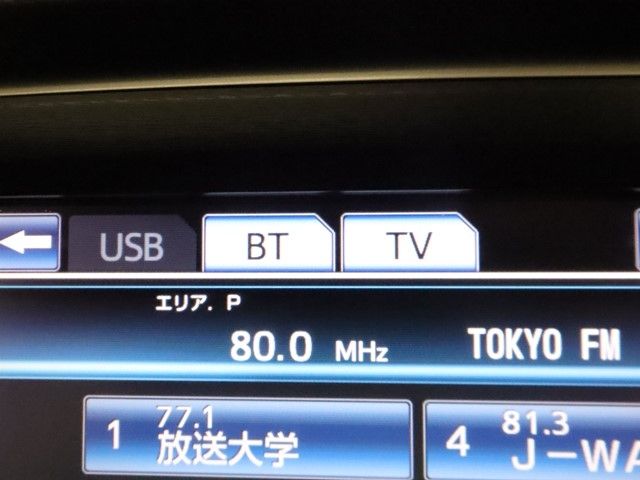 USB BT TV
エリア. P
80.0 MHz TOKYO FM
1 77.1 放送大学
4 81.3 J-WA